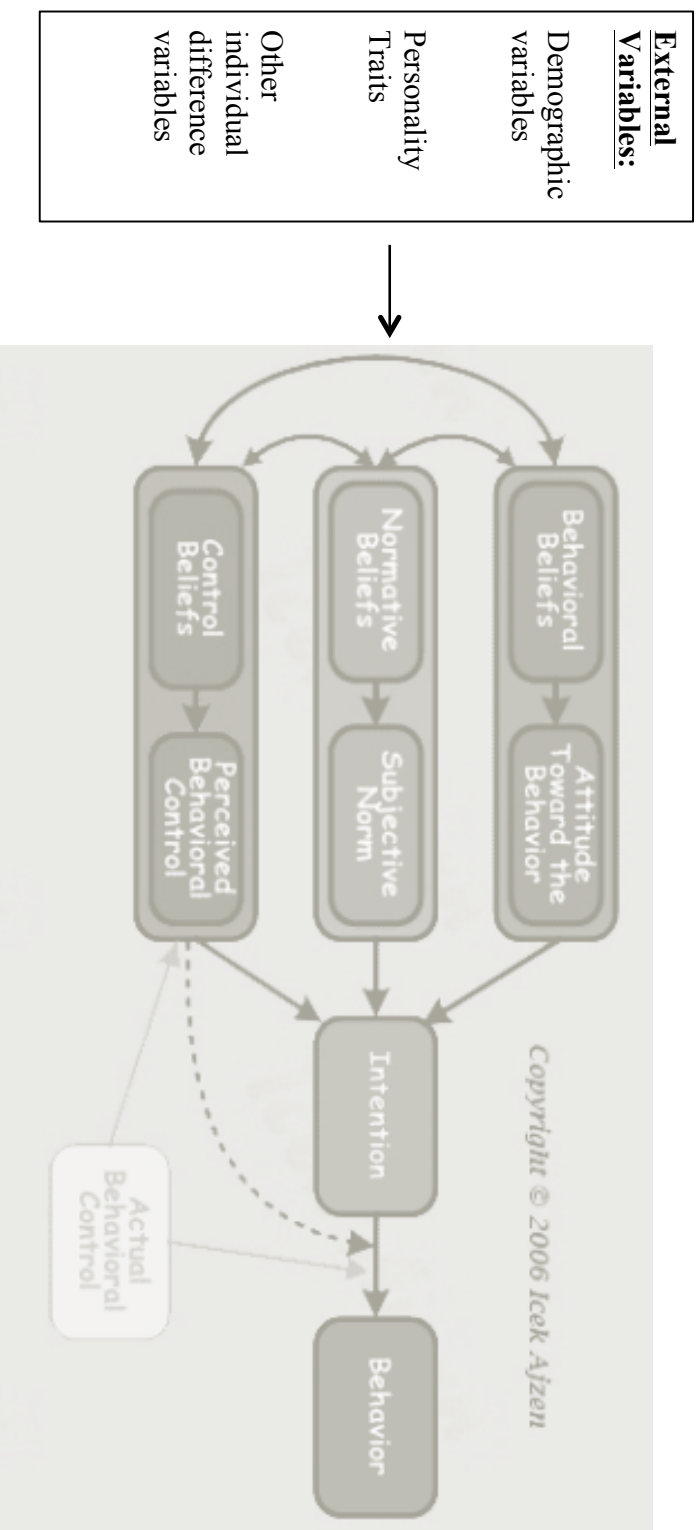 External
Variables:
Demographic
variables
Personality
Traits
Other
individual
difference
variables
Behavioral
Beliefs
Attitude
Toward the
Behavior
Normative
Beliefs
Subjective
Norm
Control
Beliefs
Perceived
Behavioral
Control
Intention
Behavior
Actual
Behavioral
Control
Copyright © 2006 Icek Ajzen